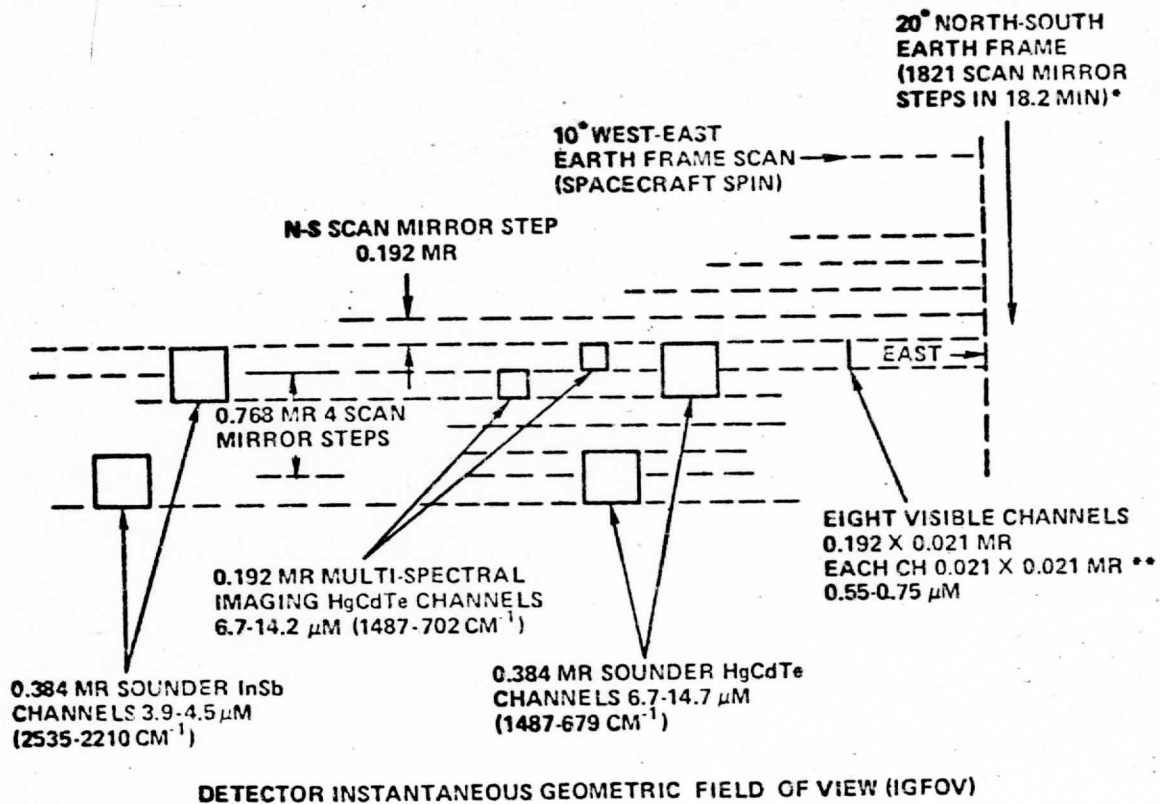 20° NORTH-SOUTH
EARTH FRAME
(1821 SCAN MIRROR
STEPS IN 18.2 MIN)*
10° WEST-EAST
EARTH FRAME SCAN
(SPACECRAFT SPIN)
N-S SCAN MIRROR STEP
0.192 MR
EAST
0.768 MR 4 SCAN
MIRROR STEPS
EIGHT VISIBLE CHANNELS
0.192 X 0.021 MR
EACH CH 0.021 X 0.021 MR **
0.55-0.75 μM
0.192 MR MULTI-SPECTRAL
IMAGING HgCdTe CHANNELS
6.7-14.2 μM (1487-702 CM⁻¹)
0.384 MR SOUNDER InSb
CHANNELS 3.9-4.5 μM
(2535-2210 CM⁻¹)
0.384 MR SOUNDER HgCdTe
CHANNELS 6.7-14.7 μM
(1487-679 CM⁻¹)
DETECTOR INSTANTANEOUS GEOMETRIC FIELD OF VIEW (IGFOV)